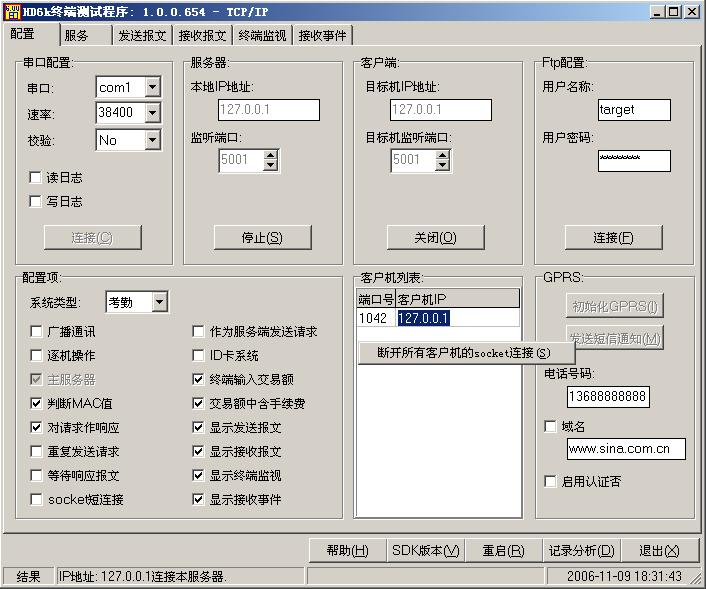 HD6k终端测试程序: 1.0.0.654 - TCP/IP
配置 服务 发送报文 接收报文 终端监视 接收事件
串口配置:
串口: com1
速率: 38400
校验: No
读日志
写日志
连接(C)
服务器:
本地IP地址:
127.0.0.1
监听端口:
5001
停止(S)
客户端:
目标机IP地址:
127.0.0.1
目标机监听端口:
5001
关闭(O)
Ftp配置:
用户名称:
target
用户密码:
*********
连接(F)
配置项:
系统类型: 考勤
广播通讯
逐机操作
主服务器
判断MAC值
对请求作响应
重复发送请求
等待响应报文
socket短连接
作为服务端发送请求
ID卡系统
终端输入交易额
交易额中含手续费
显示发送报文
显示接收报文
显示终端监视
显示接收事件
客户机列表:
端口号 客户机IP
1042 127.0.0.1
断开所有客户机的socket连接(S)
GPRS:
初始化GPRS(I)
发送短信通知(M)
电话号码:
13688888888
域名
www.sina.com.cn
启用认证否
帮助(H) SDK版本(V) 重启(R) 记录分析(D) 退出(X)
结果 IP地址: 127.0.0.1连接本服务器. 2006-11-09 18:31:43